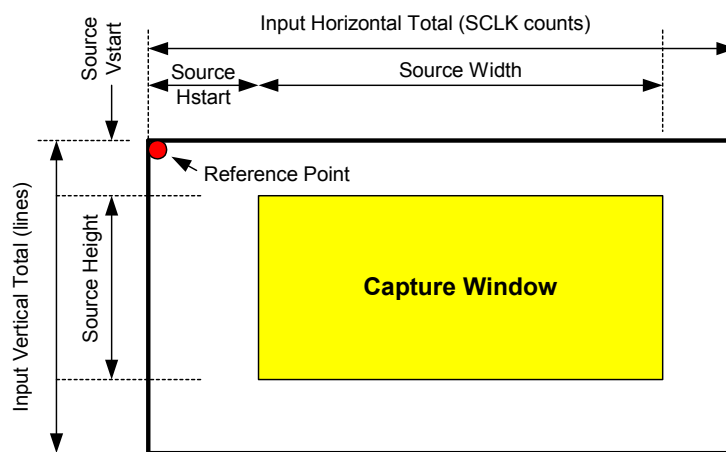 Input Horizontal Total (SCLK counts)
Source
Vstart
Source
Hstart
Source Width
Reference Point
Input Vertical Total (lines)
Source Height
Capture Window